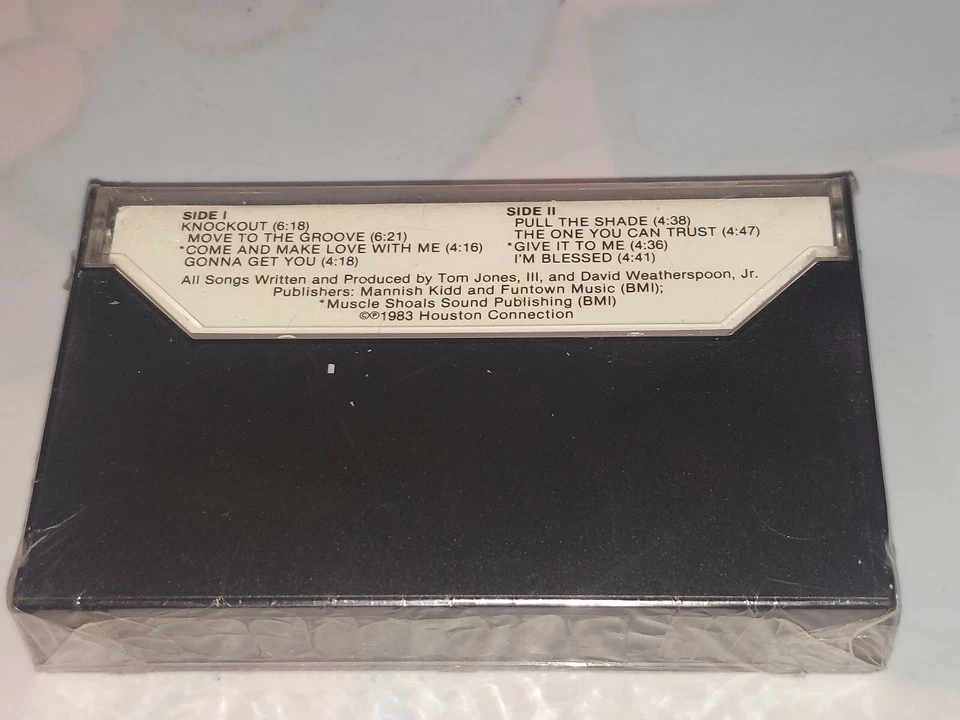 SIDE I
KNOCKOUT (6:18)
MOVE TO THE GROOVE (6:21)
*COME AND MAKE LOVE WITH ME (4:16)
GONNA GET YOU (4:18)
SIDE II
PULL THE SHADE (4:38)
THE ONE YOU CAN TRUST (4:47)
*GIVE IT TO ME (4:36)
I'M BLESSED (4:41)
All Songs Written and Produced by Tom Jones, III, and David Weatherspoon, Jr.
Publishers: Mannish Kidd and Funtown Music (BMI);
*Muscle Shoals Sound Publishing (BMI)
©℗1983 Houston Connection